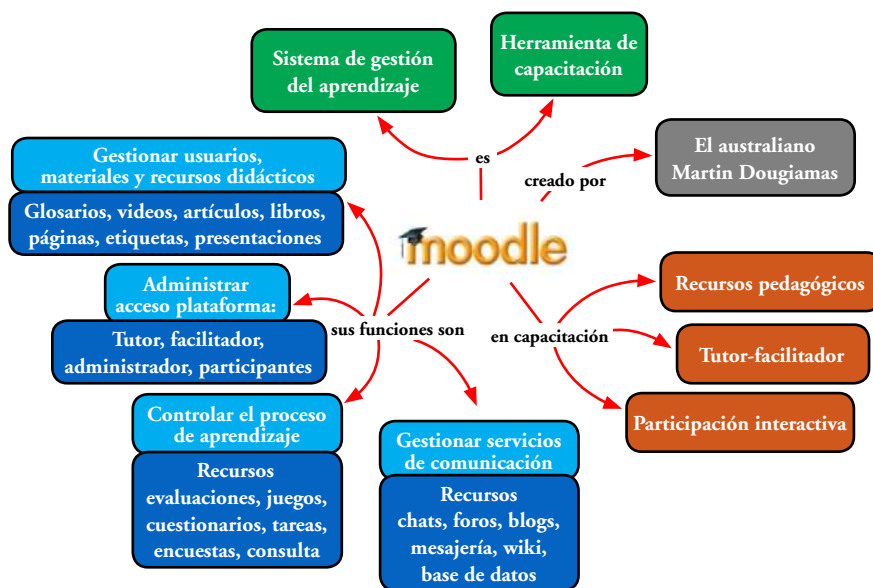 Sistema de gestión
del aprendizaje
Herramienta de
capacitación
es
creado por
El australiano
Martin Dougiamas
moodle
Gestionar usuarios,
materiales y recursos didácticos
Glosarios, videos, artículos, libros,
páginas, etiquetas, presentaciones
Administrar
acceso plataforma:
Tutor, facilitador,
administrador, participantes
sus funciones son
Controlar el proceso
de aprendizaje
Recursos
evaluaciones, juegos,
cuestionarios, tareas,
encuestas, consulta
Gestionar servicios
de comunicación
Recursos
chats, foros, blogs,
mesajería, wiki,
base de datos
en capacitación
Recursos pedagógicos
Tutor-facilitador
Participación interactiva